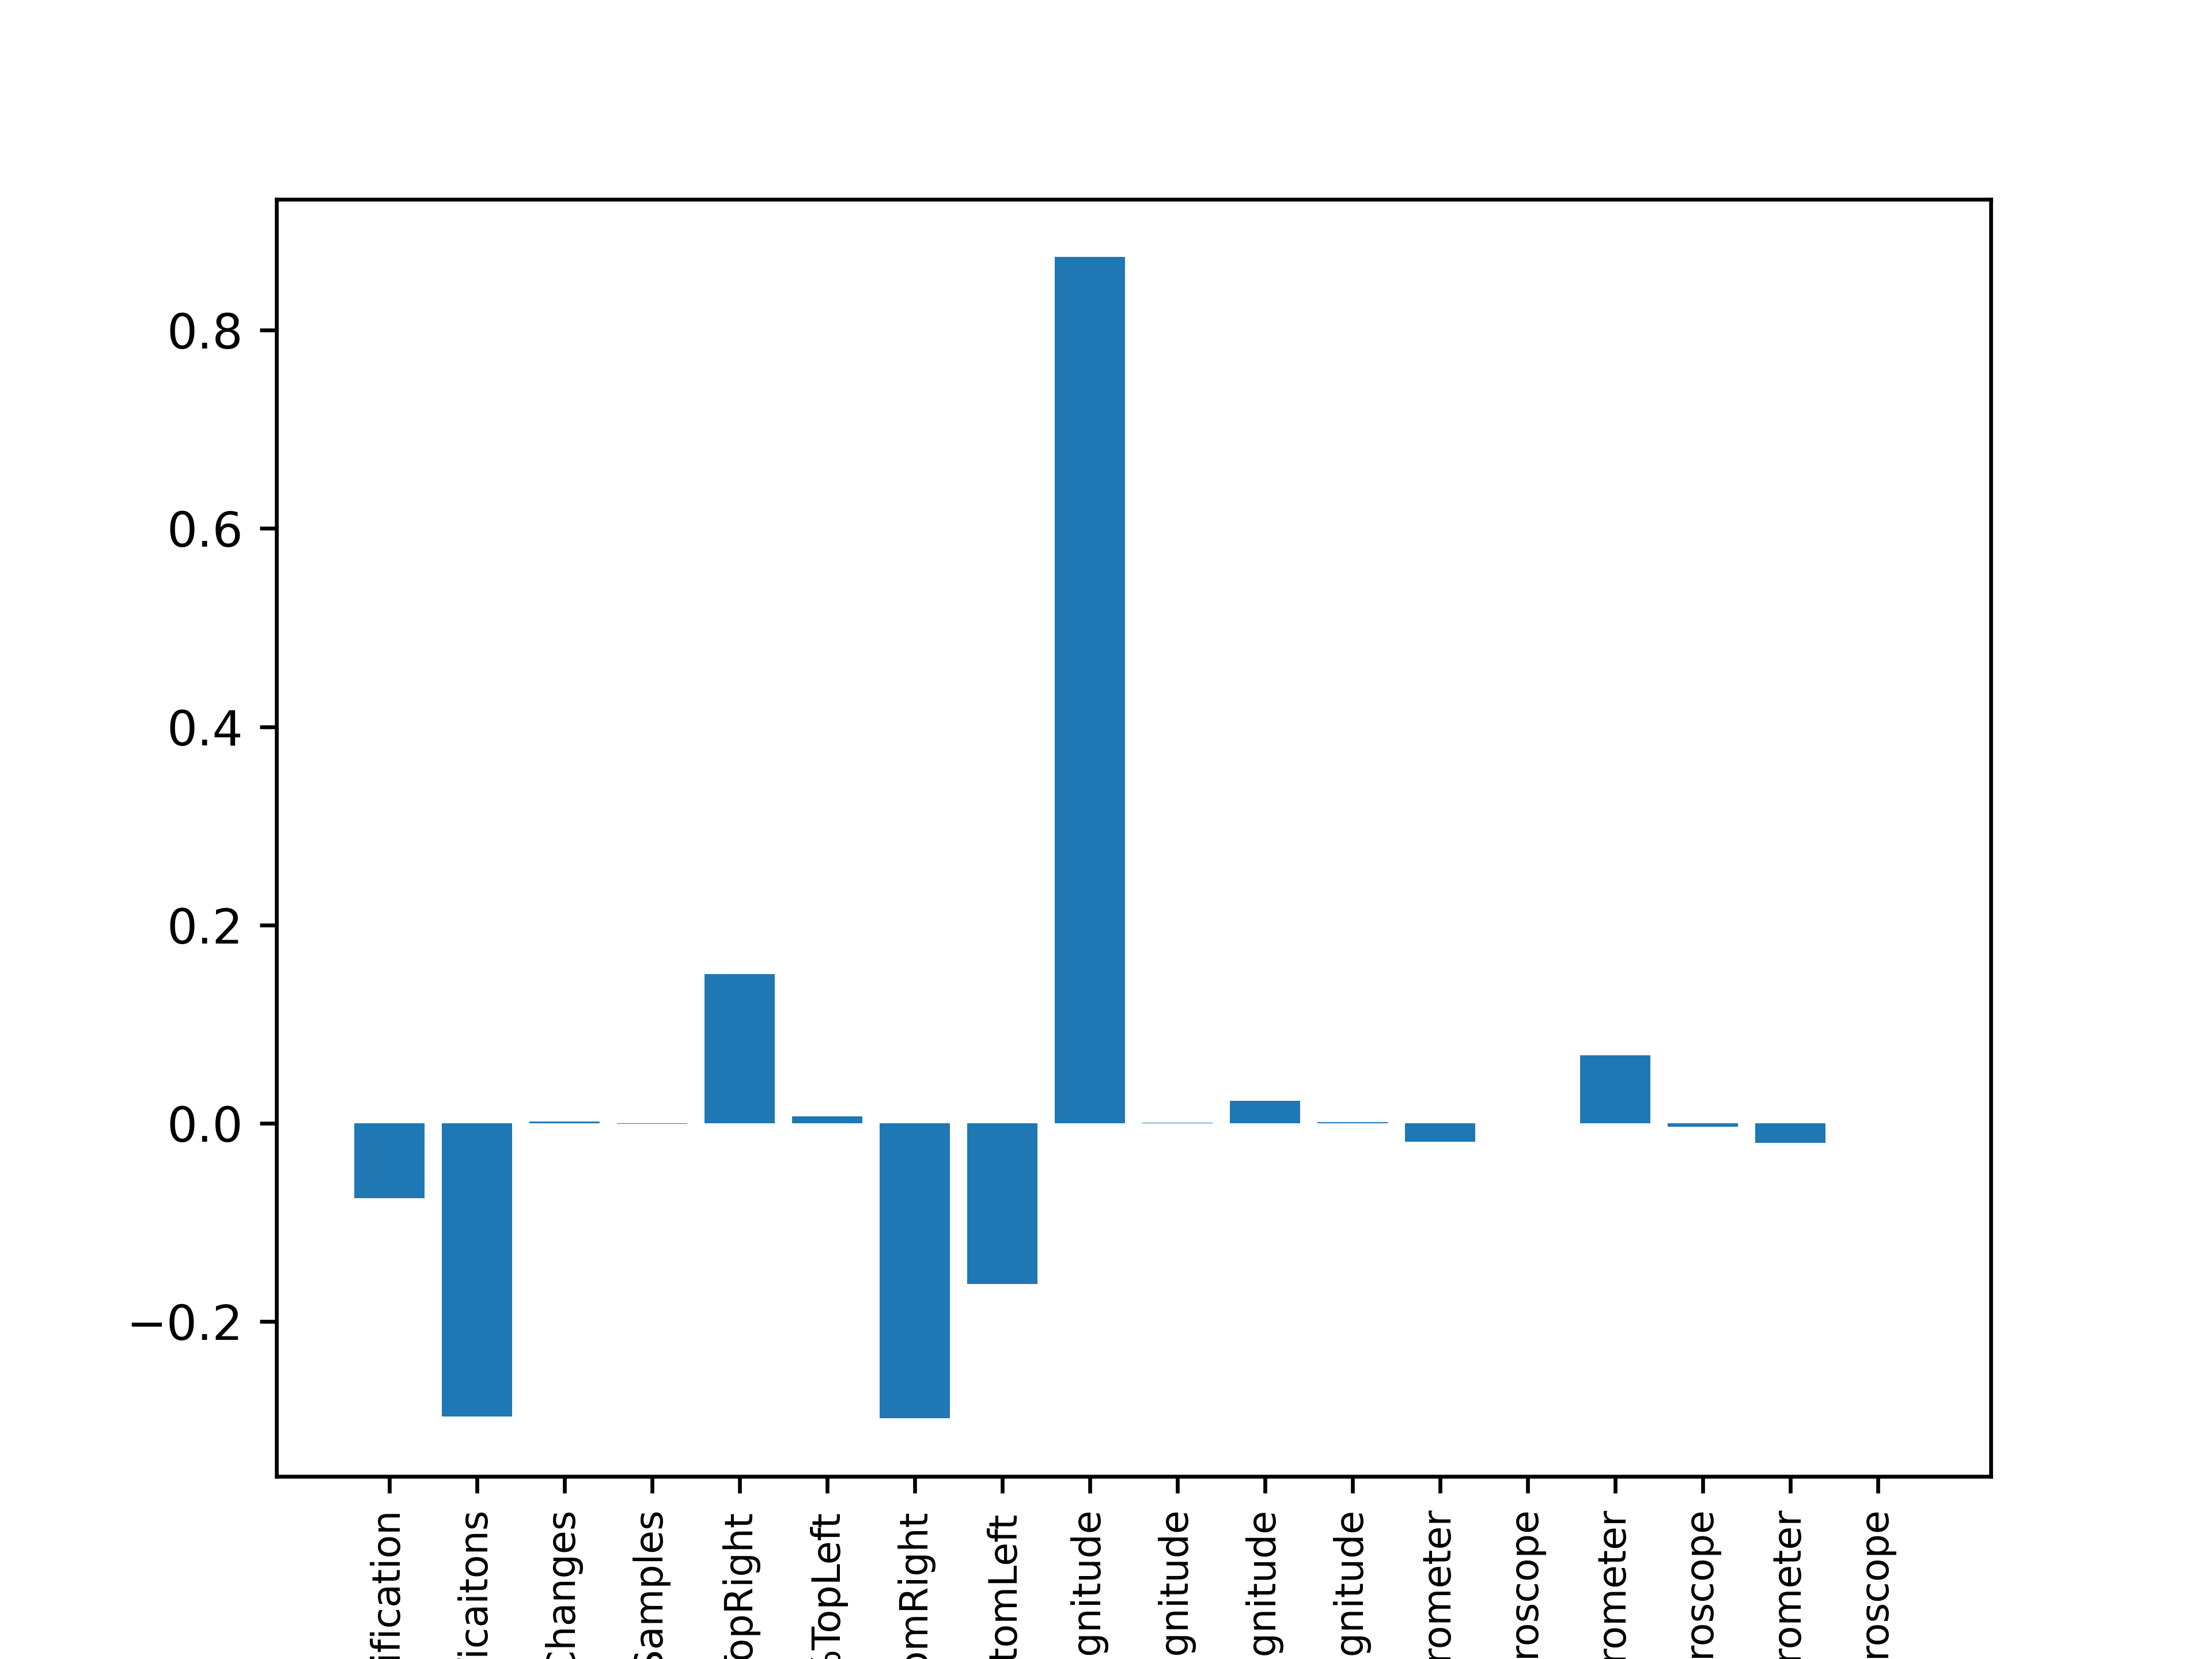 0.8
0.6
0.4
0.2
0.0
−0.2
ification
icaitons
Changes
Samples
TopRight
TopLeft
omRight
tomLeft
gnitude
gnitude
gnitude
gnitude
rometer
roscope
rometer
roscope
rometer
roscope